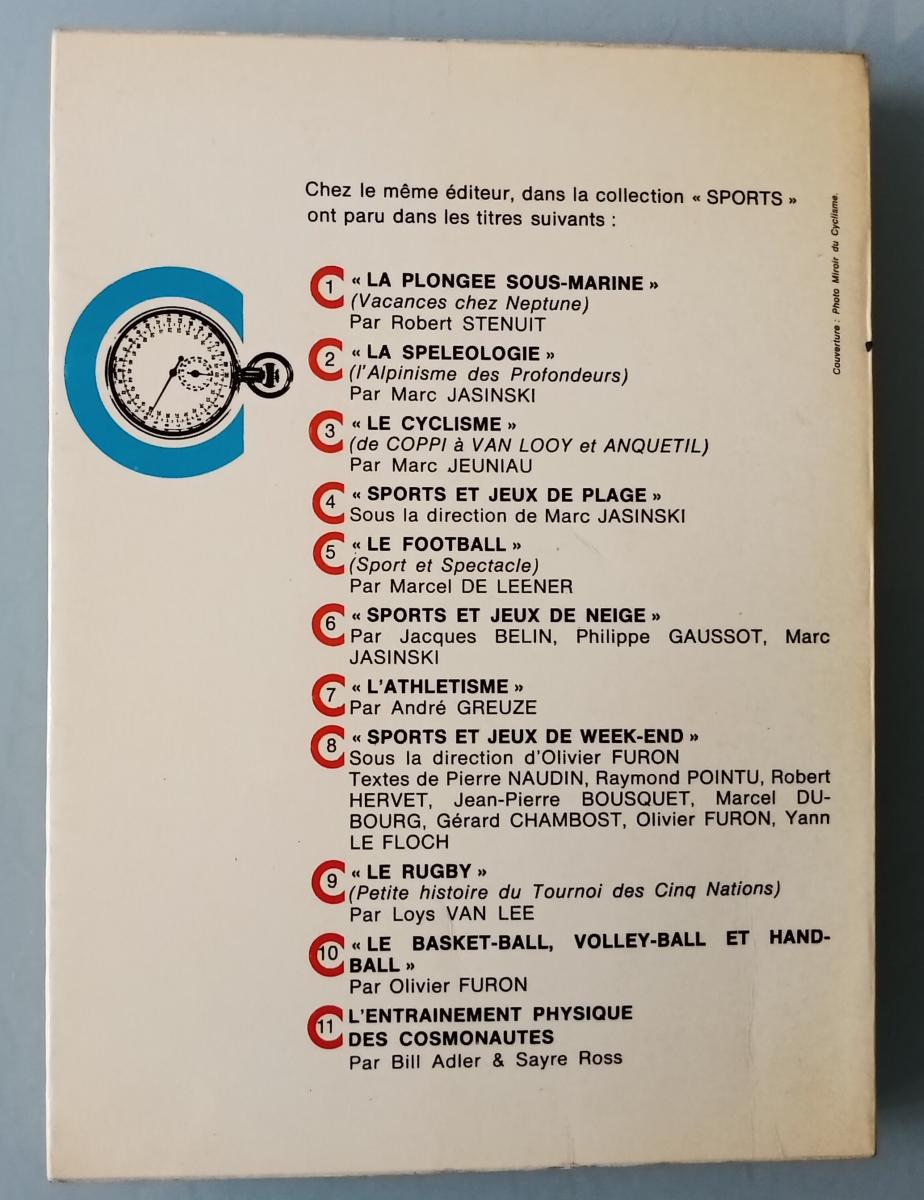 Chez le même éditeur, dans la collection « SPORTS »
ont paru dans les titres suivants :
1 « LA PLONGEE SOUS-MARINE »
(Vacances chez Neptune)
Par Robert STENUIT
2 « LA SPELEOLOGIE »
(l'Alpinisme des Profondeurs)
Par Marc JASINSKI
3 « LE CYCLISME »
(de COPPI à VAN LOOY et ANQUETIL)
Par Marc JEUNIAU
4 « SPORTS ET JEUX DE PLAGE »
Sous la direction de Marc JASINSKI
5 « LE FOOTBALL »
(Sport et Spectacle)
Par Marcel DE LEENER
6 « SPORTS ET JEUX DE NEIGE »
Par Jacques BELIN, Philippe GAUSSOT, Marc
JASINSKI
7 « L'ATHLETISME »
Par André GREUZE
8 « SPORTS ET JEUX DE WEEK-END »
Sous la direction d'Olivier FURON
Textes de Pierre NAUDIN, Raymond POINTU, Robert
HERVET, Jean-Pierre BOUSQUET, Marcel DU-
BOURG, Gérard CHAMBOST, Olivier FURON, Yann
LE FLOCH
9 « LE RUGBY »
(Petite histoire du Tournoi des Cinq Nations)
Par Loys VAN LEE
10 « LE BASKET-BALL, VOLLEY-BALL ET HAND-
BALL »
Par Olivier FURON
11 L'ENTRAINEMENT PHYSIQUE
DES COSMONAUTES
Par Bill Adler & Sayre Ross
Couverture : Photo Miroir du Cyclisme.